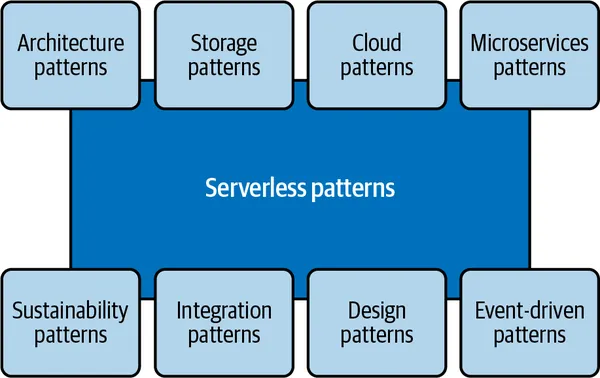 Architecture
patterns
Storage
patterns
Cloud
patterns
Microservices
patterns
Serverless patterns
Sustainability
patterns
Integration
patterns
Design
patterns
Event-driven
patterns